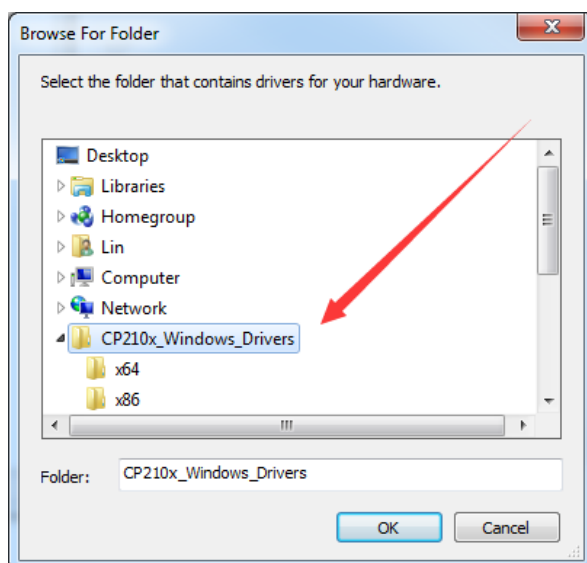 Browse For Folder
Select the folder that contains drivers for your hardware.
Desktop
Libraries
Homegroup
Lin
Computer
Network
CP210x_Windows_Drivers
x64
x86
Folder: CP210x_Windows_Drivers
OK Cancel